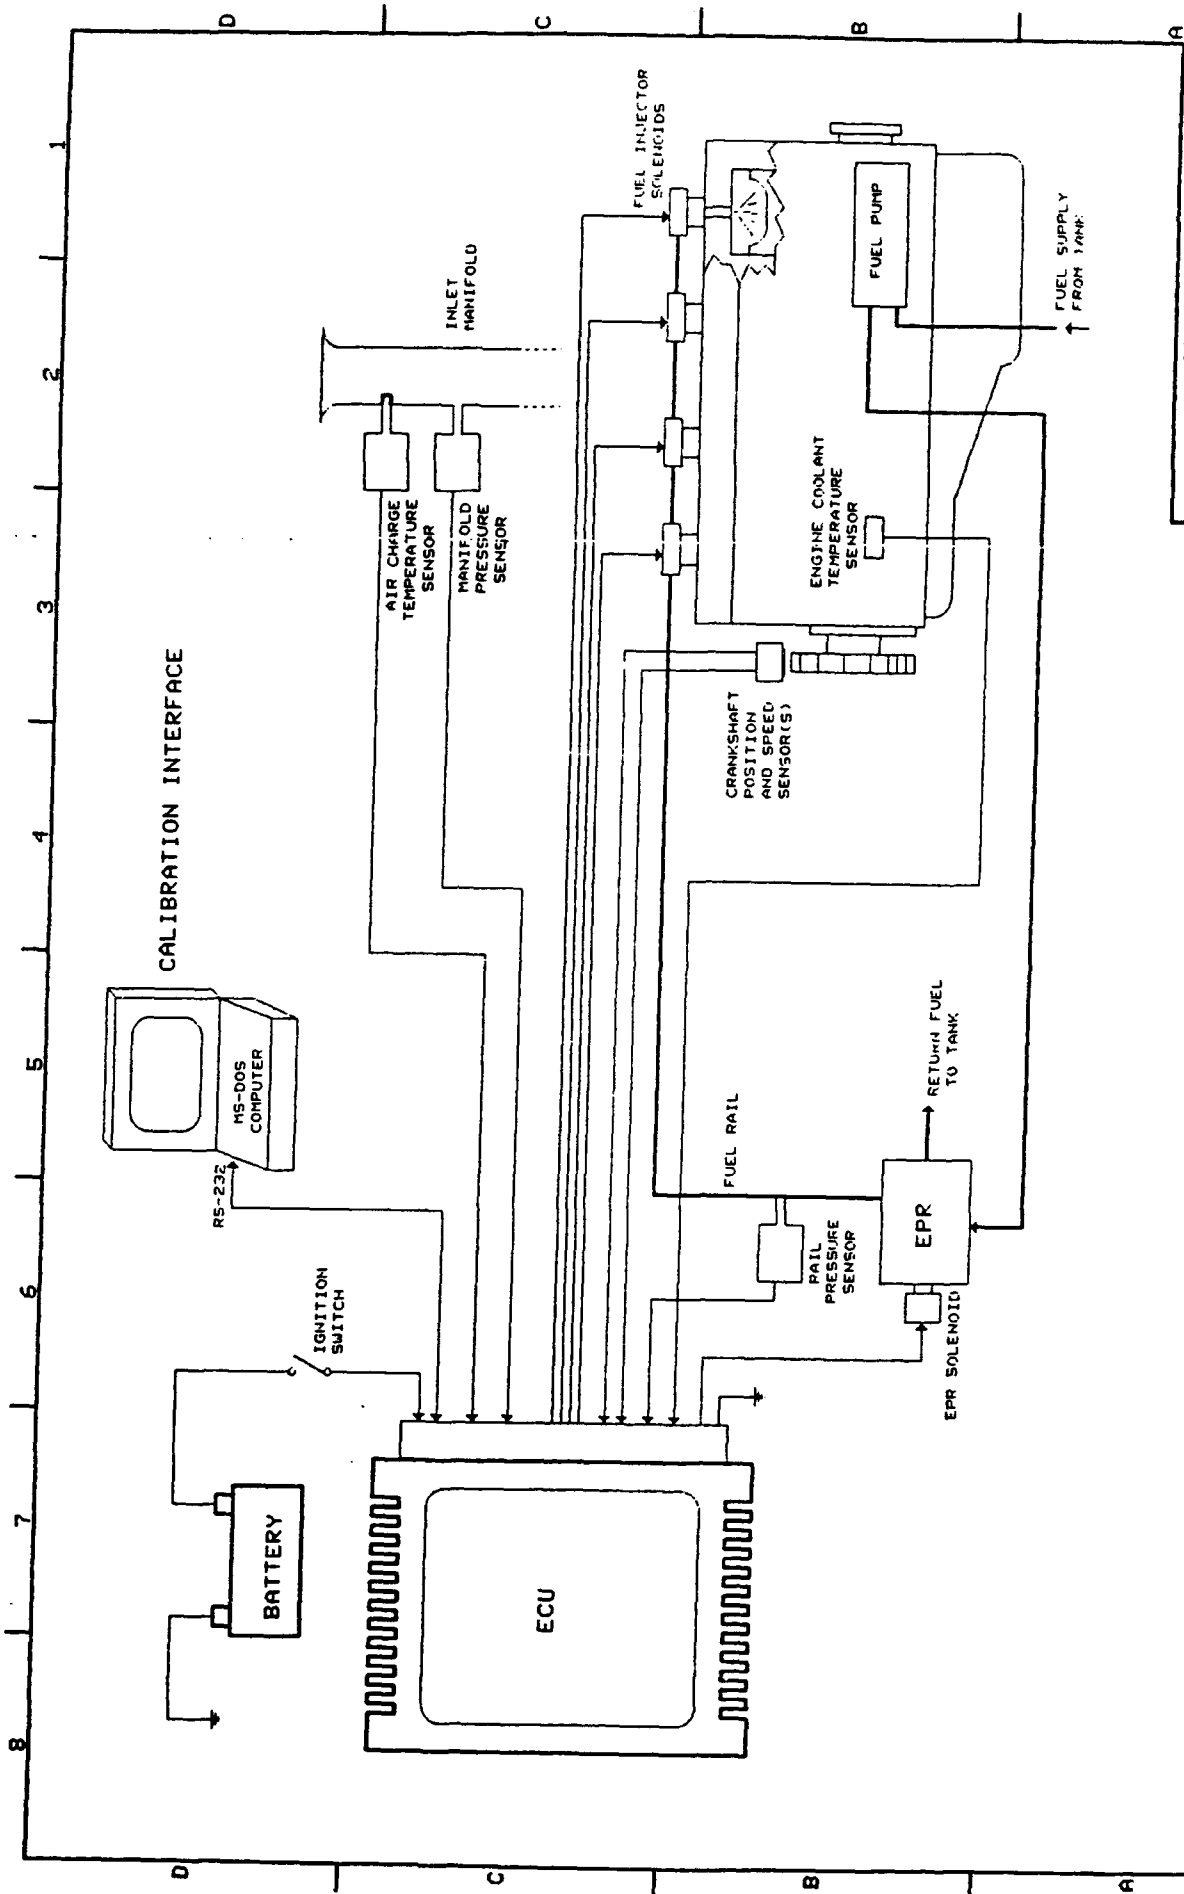 8
7
6
5
4
3
2
1
D
D
C
C
B
B
A
A
CALIBRATION INTERFACE
MS-DOS
COMPUTER
RS-232
BATTERY
IGNITION
SWITCH
ECU
AIR CHARGE
TEMPERATURE
SENSOR
MANIFOLD
PRESSURE
SENSOR
INLET
MANIFOLD
FUEL INJECTOR
SOLENOIDS
CRANKSHAFT
POSITION
AND SPEED
SENSOR(S)
ENGINE COOLANT
TEMPERATURE
SENSOR
FUEL PUMP
FUEL SUPPLY
FROM TANK
FUEL RAIL
RAIL
PRESSURE
SENSOR
EPR
EPR SOLENOID
RETURN FUEL
TO TANK